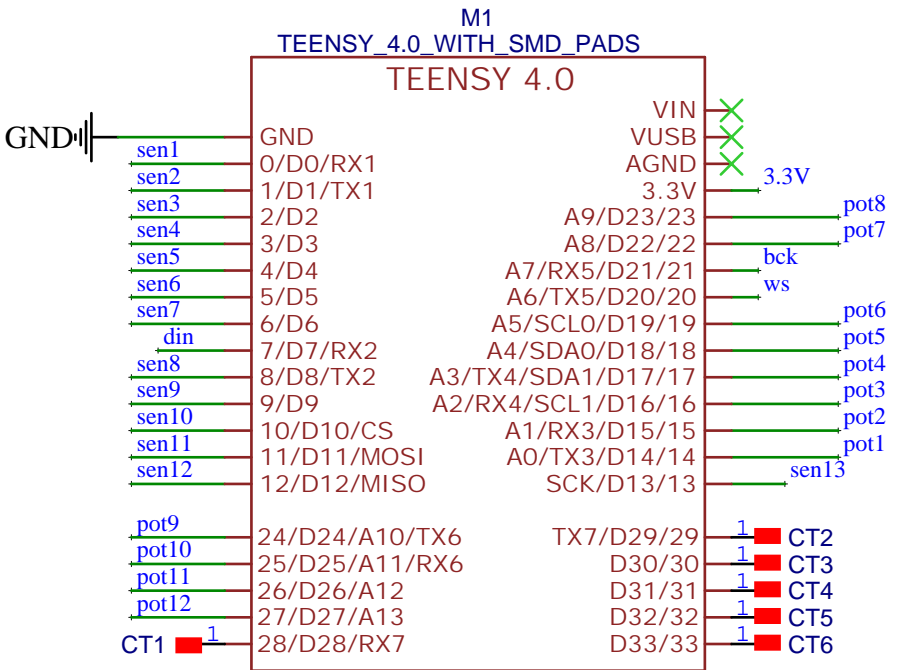 M1
TEENSY_4.0_WITH_SMD_PADS
TEENSY 4.0
VIN
GND GND VUSB
sen1 0/D0/RX1 AGND
sen2 1/D1/TX1 3.3V 3.3V
sen3 2/D2 A9/D23/23 pot8
sen4 3/D3 A8/D22/22 pot7
sen5 4/D4 A7/RX5/D21/21 bck
sen6 5/D5 A6/TX5/D20/20 ws
sen7 6/D6 A5/SCL0/D19/19 pot6
din 7/D7/RX2 A4/SDA0/D18/18 pot5
sen8 8/D8/TX2 A3/TX4/SDA1/D17/17 pot4
sen9 9/D9 A2/RX4/SCL1/D16/16 pot3
sen10 10/D10/CS A1/RX3/D15/15 pot2
sen11 11/D11/MOSI A0/TX3/D14/14 pot1
sen12 12/D12/MISO SCK/D13/13 sen13
pot9 24/D24/A10/TX6 TX7/D29/29 1 CT2
pot10 25/D25/A11/RX6 D30/30 1 CT3
pot11 26/D26/A12 D31/31 1 CT4
pot12 27/D27/A13 D32/32 1 CT5
CT1 1 28/D28/RX7 D33/33 1 CT6